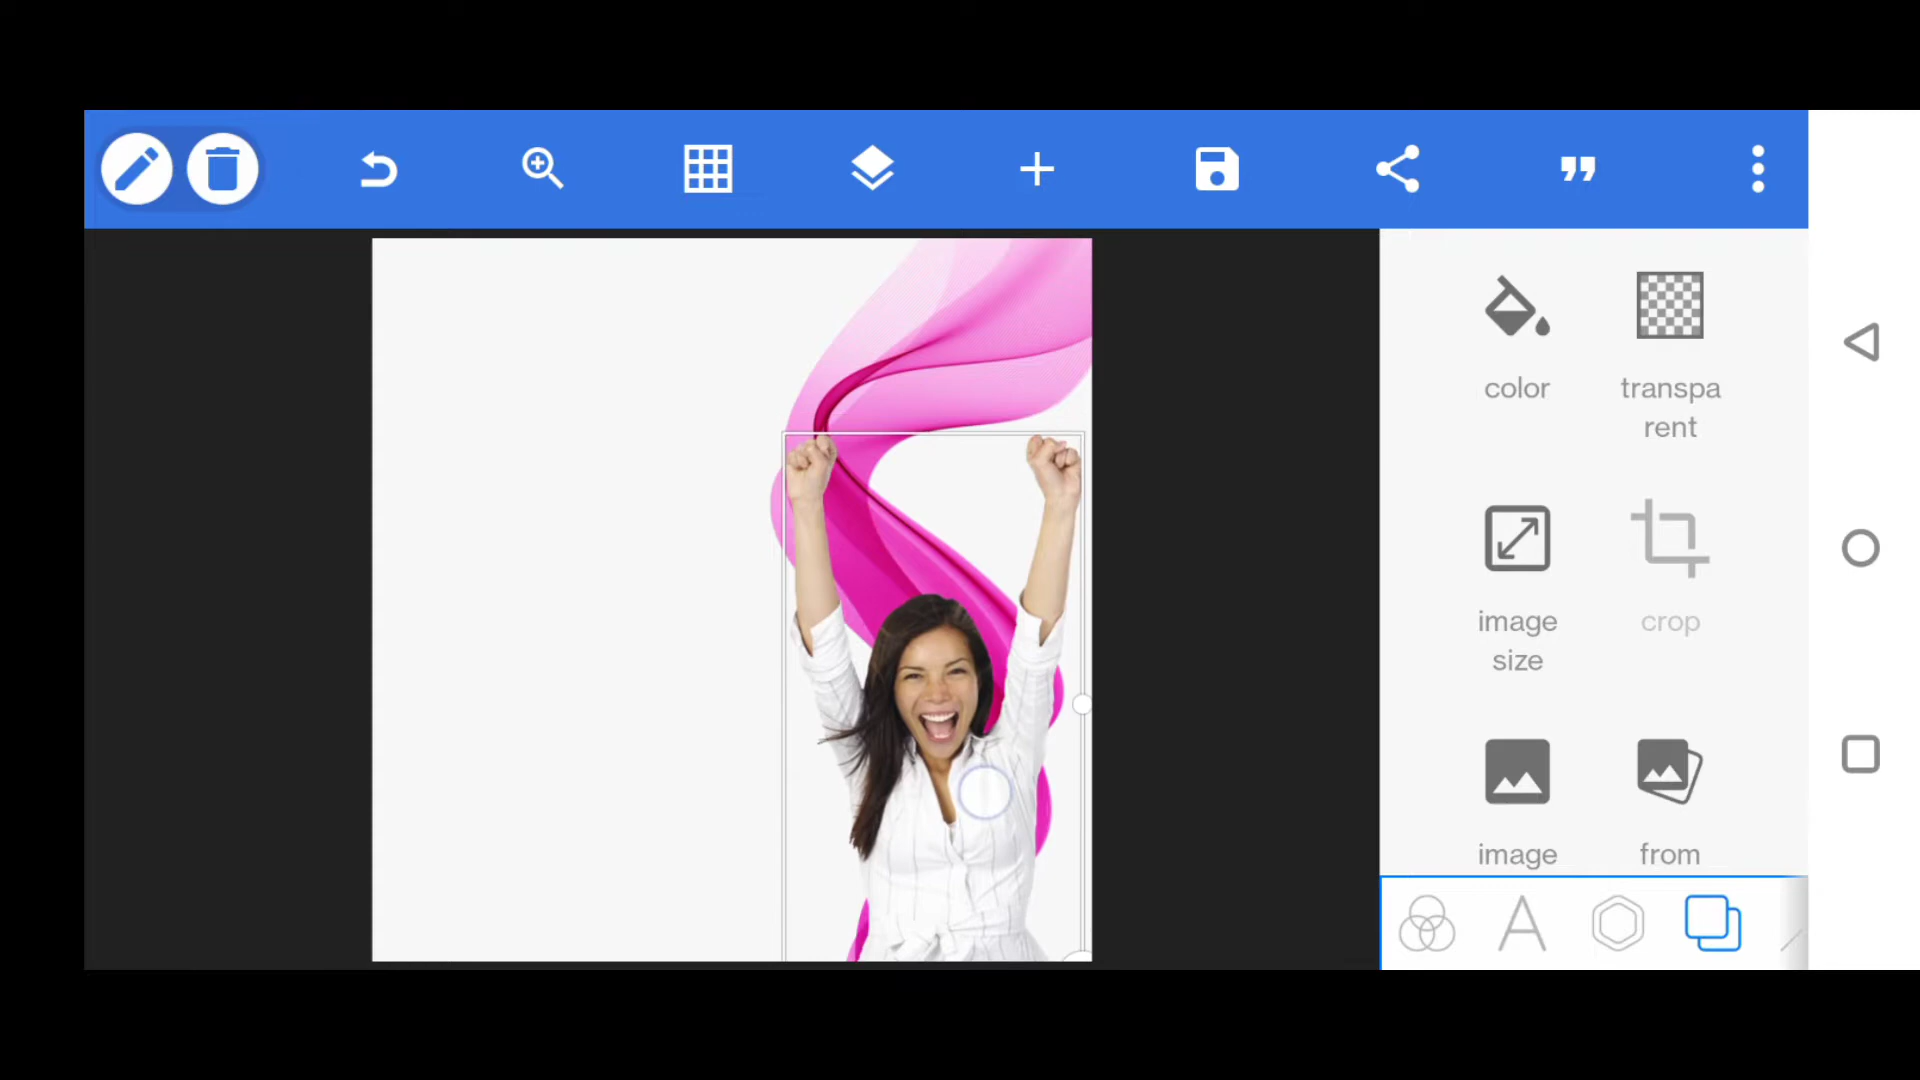 color
transpa
rent
image
size
crop
image
from